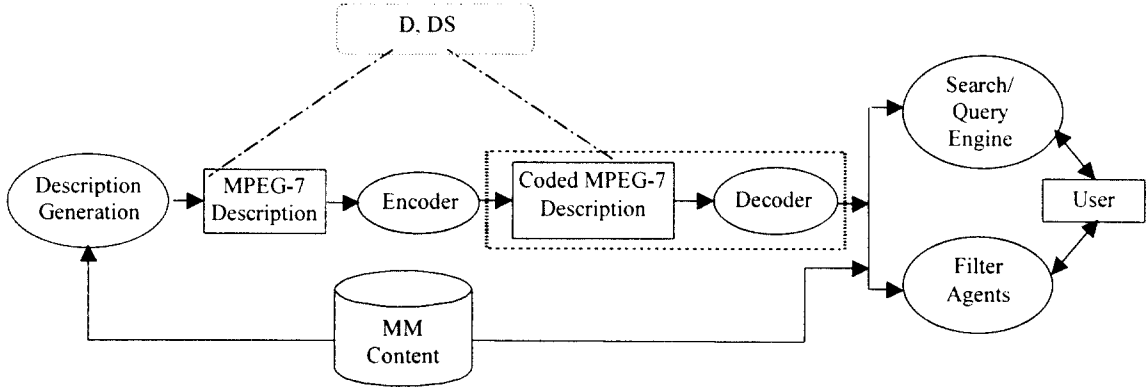 D, DS
Search/
Query
Engine
Description
Generation
MPEG-7
Description
Encoder
Coded MPEG-7
Description
Decoder
User
Filter
Agents
MM
Content